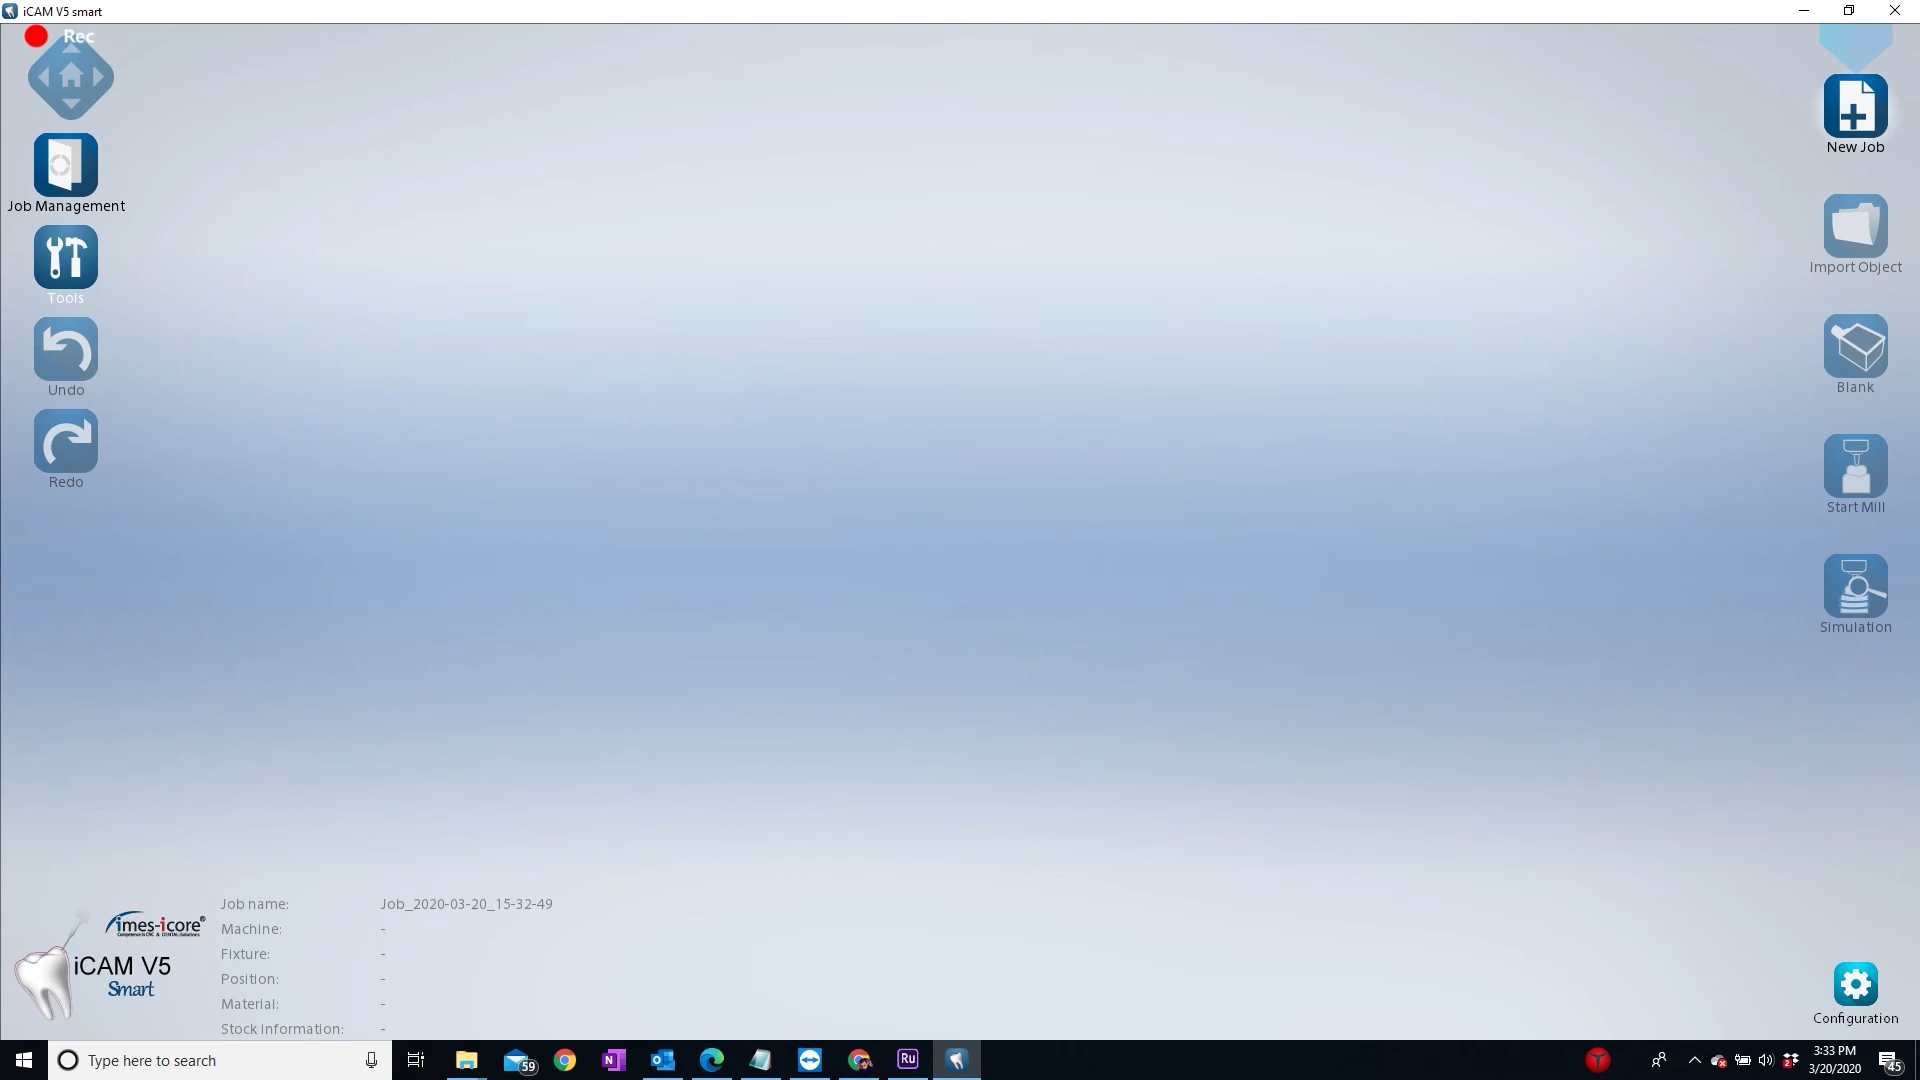 iCAM V5 smart
Rec
New Job
Job Management
Import Object
Tools
Undo
Blank
Redo
Start Mill
Simulation
Job name: Job_2020-03-20_15-32-49
imes-icore®
Machine: -
Fixture: -
iCAM V5
Position: -
Smart
Material: -
Stock information: -
Configuration
Type here to search
59
Ru
3:33 PM
3/20/2020
45